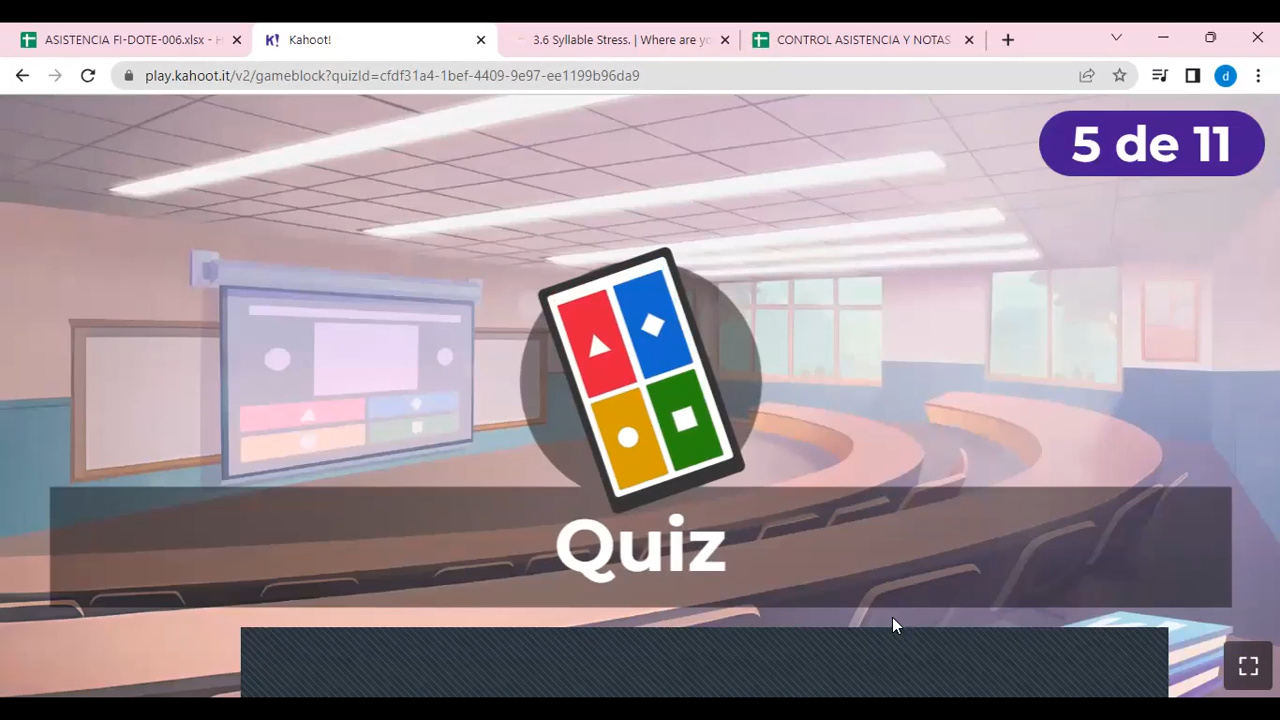 ASISTENCIA FI-DOTE-006.xlsx - H
K! Kahoot!
3.6 Syllable Stress. | Where are yo
CONTROL ASISTENCIA Y NOTAS
play.kahoot.it/v2/gameblock?quizId=cfdf31a4-1bef-4409-9e97-ee1199b96da9
d
5 de 11
Quiz